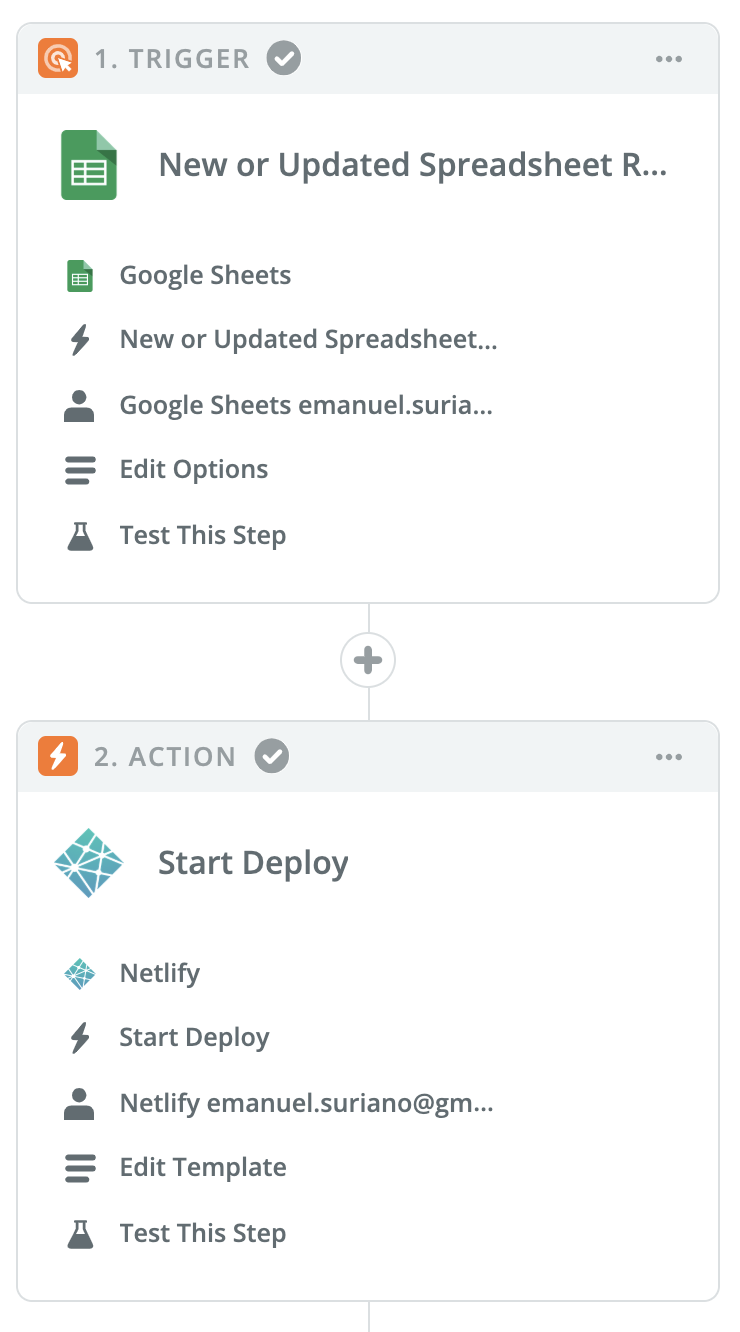 1. TRIGGER
New or Updated Spreadsheet R...
Google Sheets
New or Updated Spreadsheet...
Google Sheets emanuel.suria...
Edit Options
Test This Step
2. ACTION
Start Deploy
Netlify
Start Deploy
Netlify emanuel.suriano@gm...
Edit Template
Test This Step